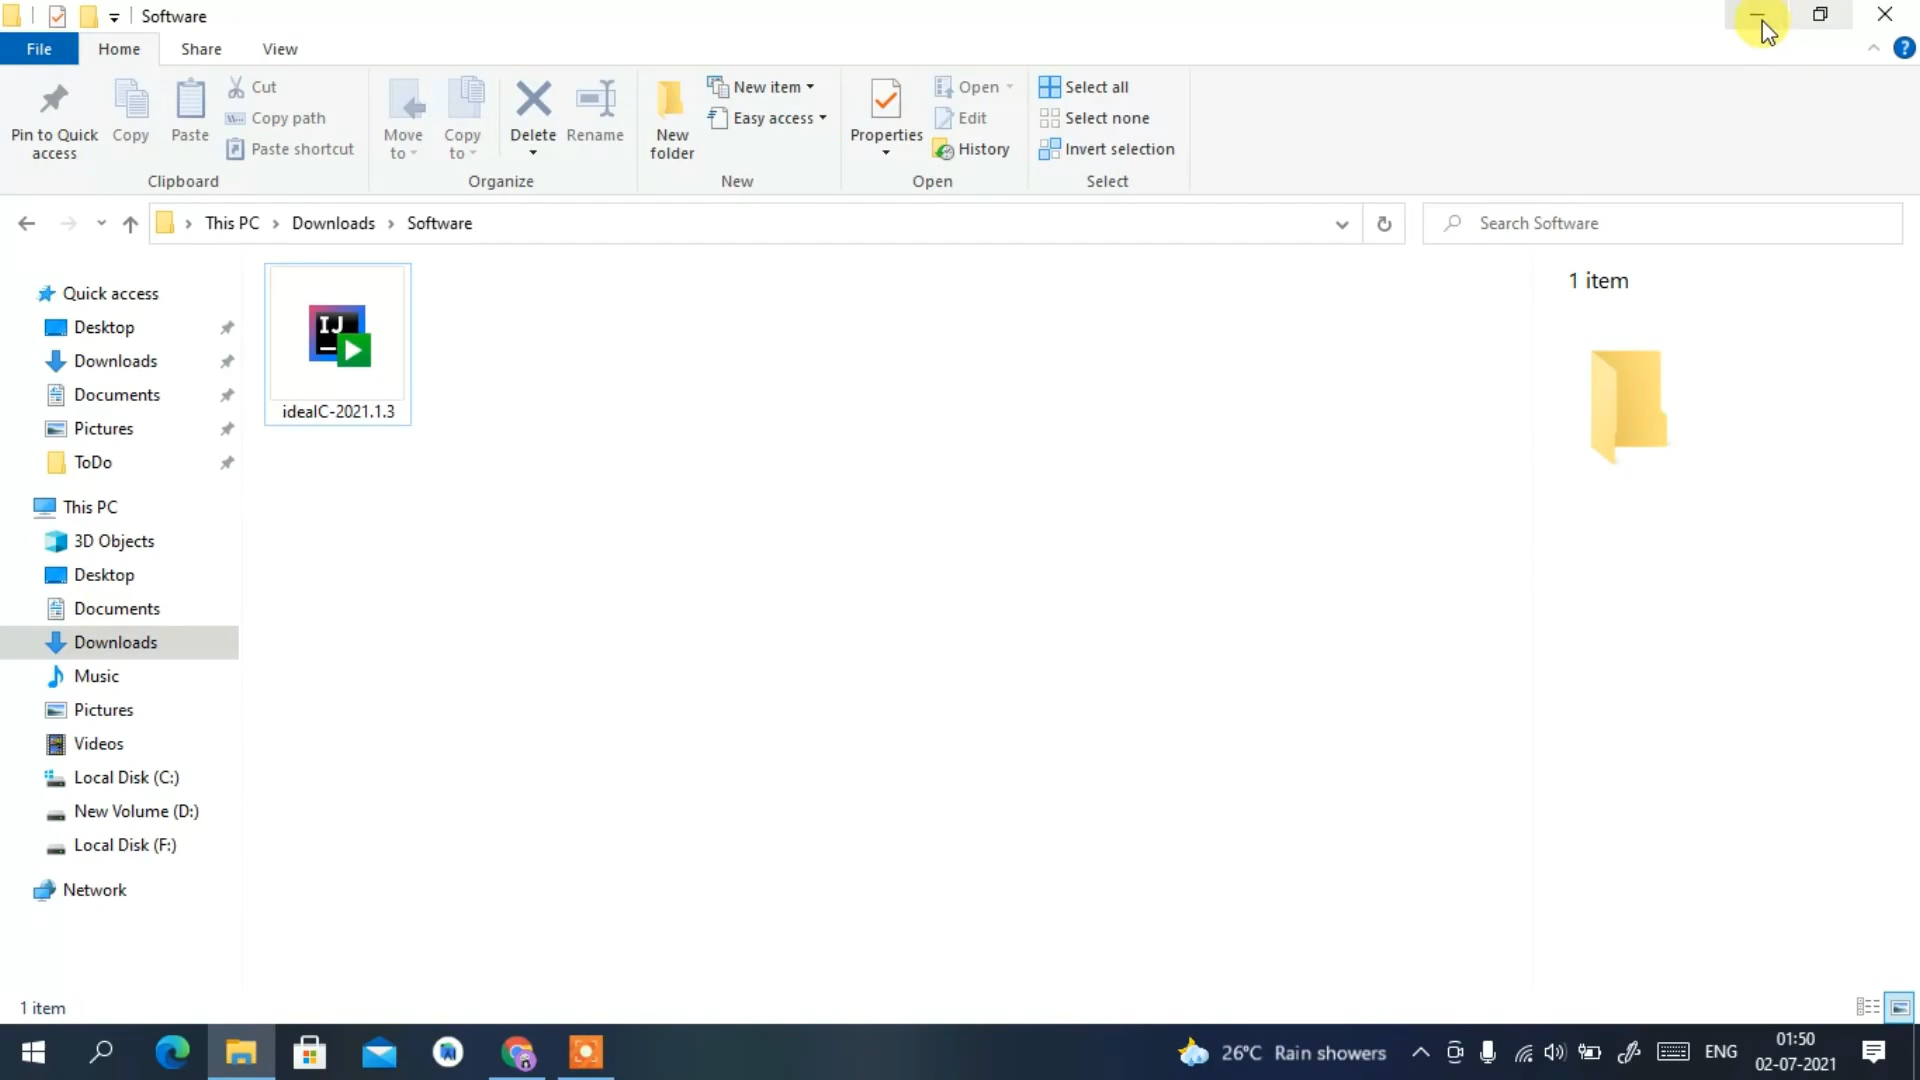 Software
File Home Share View
Pin to Quick access
Copy
Paste
Cut
Copy path
Paste shortcut
Clipboard
Move to
Copy to
Delete
Rename
Organize
New folder
New item
Easy access
New
Properties
Open
Edit
History
Open
Select all
Select none
Invert selection
Select
This PC > Downloads > Software
Search Software
Quick access
Desktop
Downloads
Documents
Pictures
ToDo
This PC
3D Objects
Desktop
Documents
Downloads
Music
Pictures
Videos
Local Disk (C:)
New Volume (D:)
Local Disk (F:)
Network
IJ
ideaIC-2021.1.3
1 item
1 item
26°C Rain showers
ENG
01:50
02-07-2021